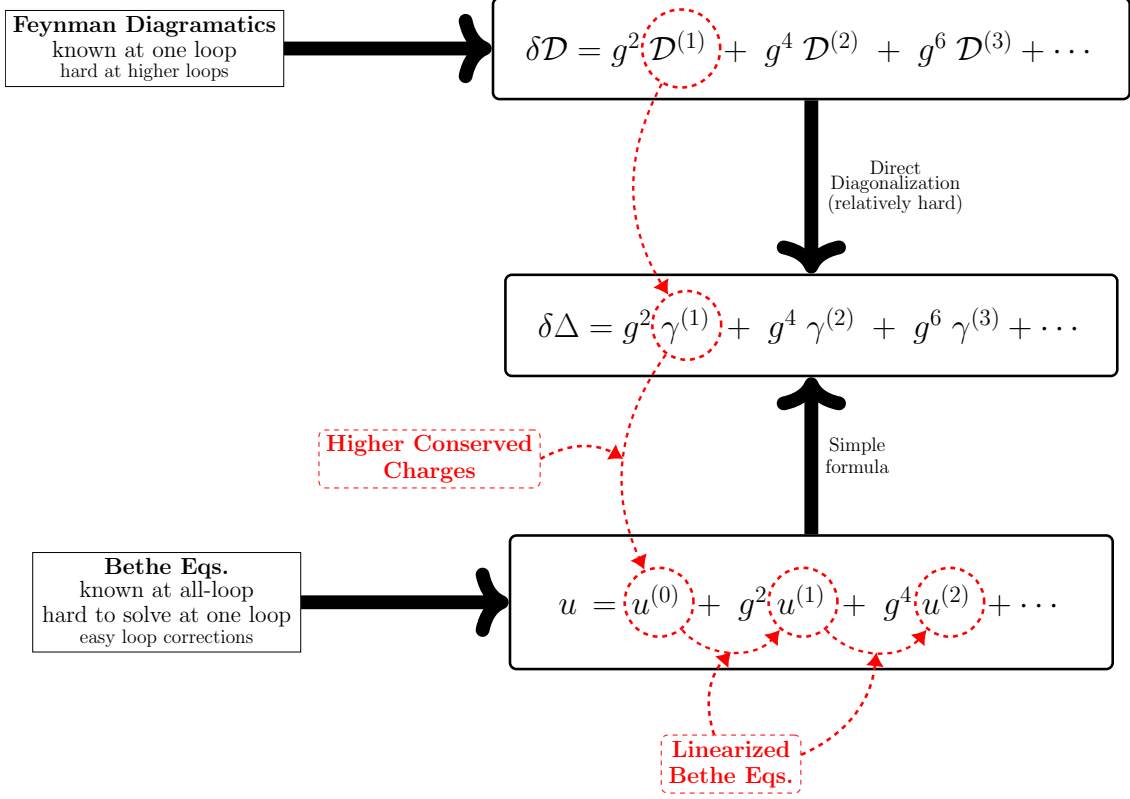 Feynman Diagramatics
known at one loop
hard at higher loops
δ𝒟 = g² 𝒟⁽¹⁾ + g⁴ 𝒟⁽²⁾ + g⁶ 𝒟⁽³⁾ + ⋯
Direct
Diagonalization
(relatively hard)
δΔ = g² γ⁽¹⁾ + g⁴ γ⁽²⁾ + g⁶ γ⁽³⁾ + ⋯
Higher Conserved
Charges
Simple
formula
Bethe Eqs.
known at all-loop
hard to solve at one loop
easy loop corrections
u = u⁽⁰⁾ + g² u⁽¹⁾ + g⁴ u⁽²⁾ + ⋯
Linearized
Bethe Eqs.